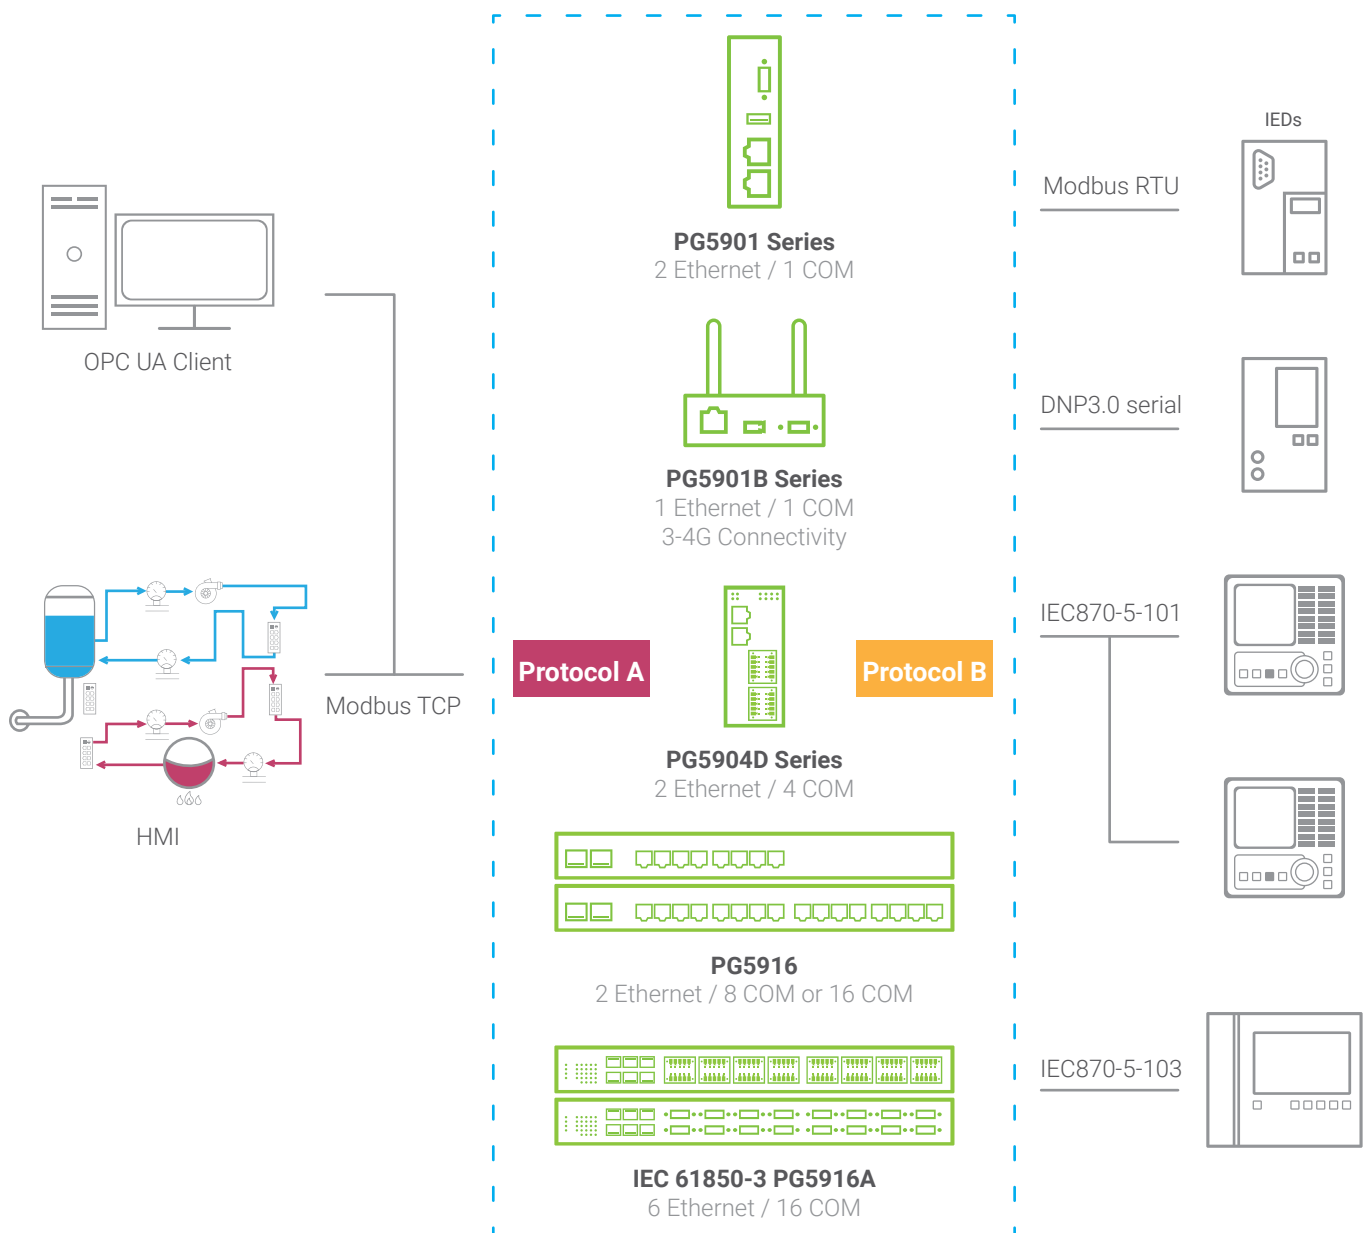 OPC UA Client
HMI
Modbus TCP
PG5901 Series
2 Ethernet / 1 COM
PG5901B Series
1 Ethernet / 1 COM
3-4G Connectivity
Protocol A
Protocol B
PG5904D Series
2 Ethernet / 4 COM
PG5916
2 Ethernet / 8 COM or 16 COM
IEC 61850-3 PG5916A
6 Ethernet / 16 COM
IEDs
Modbus RTU
DNP3.0 serial
IEC870-5-101
IEC870-5-103